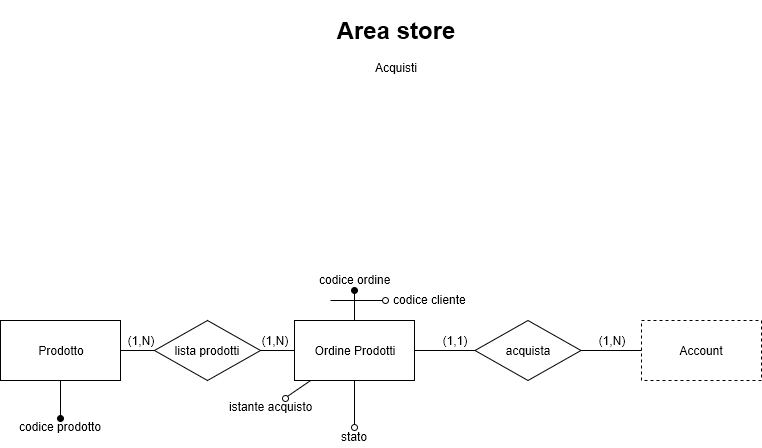 Area store
Acquisti
codice ordine
codice cliente
Prodotto
(1,N)
lista prodotti
(1,N)
Ordine Prodotti
(1,1)
acquista
(1,N)
Account
istante acquisto
codice prodotto
stato